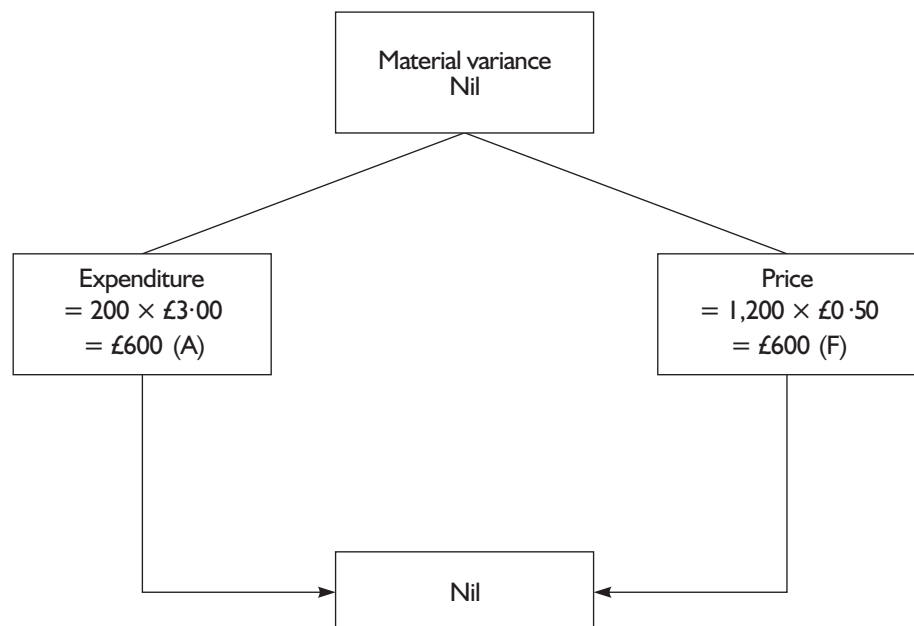 Material variance
Nil
Expenditure
= 200 × £3·00
= £600 (A)
Price
= 1,200 × £0·50
= £600 (F)
Nil